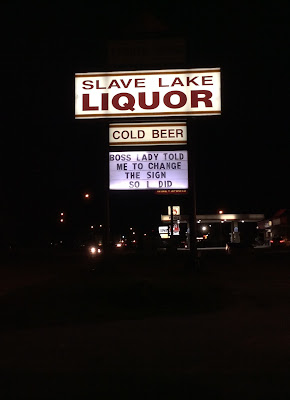 SLAVE LAKE
LIQUOR
COLD BEER
BOSS LADY TOLD
ME TO CHANGE
THE SIGN
SO I DID